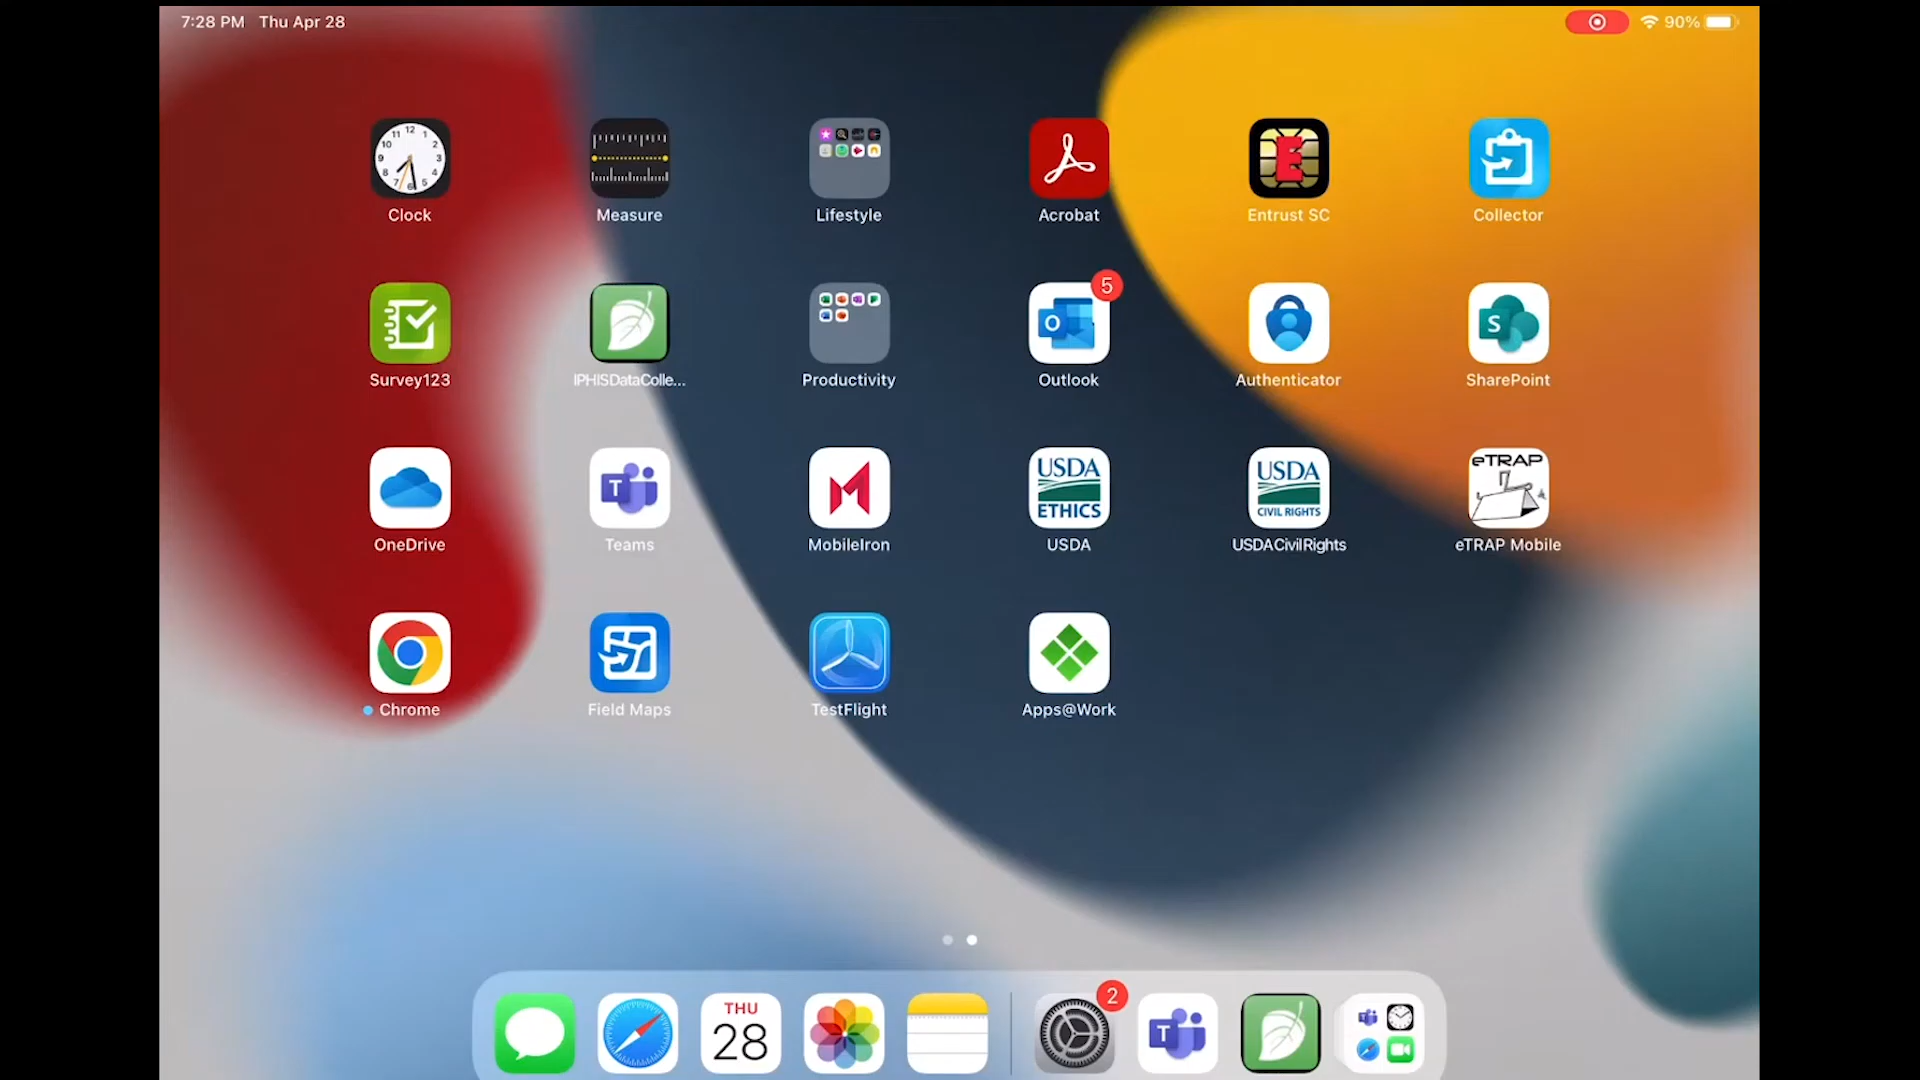 7:28 PM Thu Apr 28
90%
Clock
Measure
Lifestyle
Acrobat
E
Entrust SC
Collector
Survey123
IPHISDataColle...
Productivity
5
O
Outlook
Authenticator
S
SharePoint
OneDrive
T
Teams
MobileIron
USDA
ETHICS
USDA
USDA
CIVIL RIGHTS
USDACivilRights
eTRAP
eTRAP Mobile
Chrome
Field Maps
TestFlight
Apps@Work
THU
28
2
T